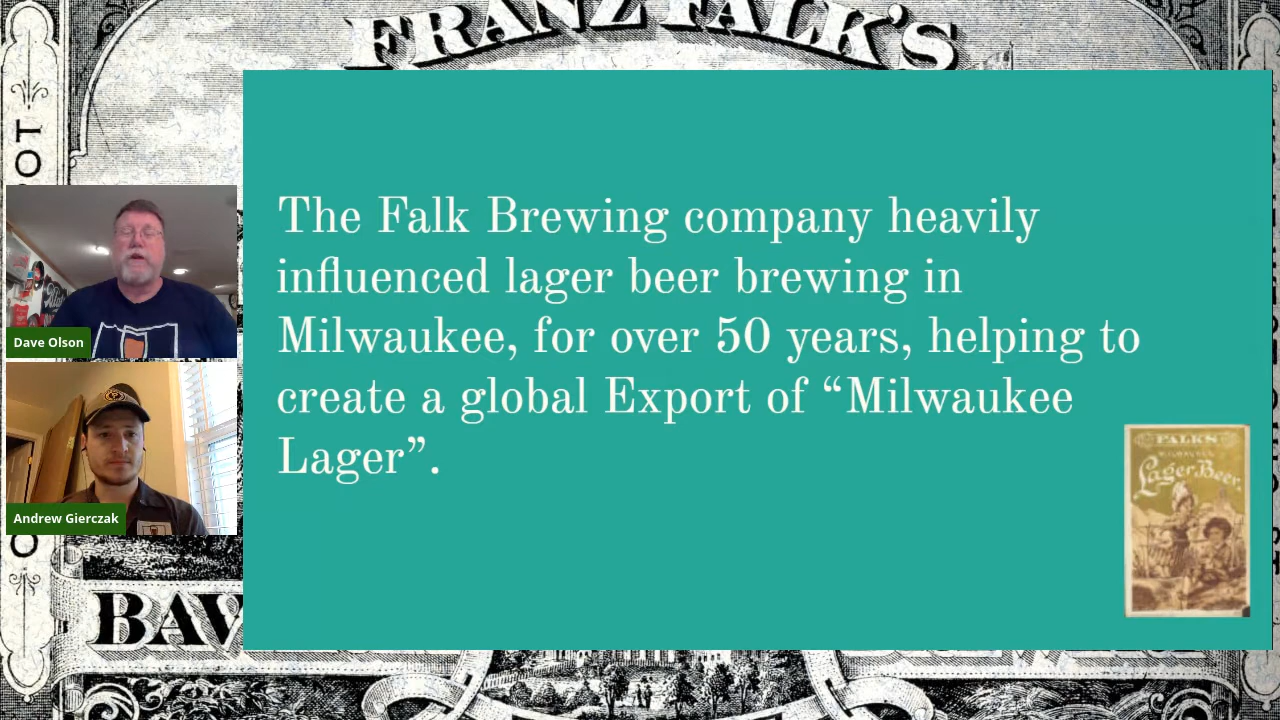 FRANZ FALK'S
The Falk Brewing company heavily
influenced lager beer brewing in
Milwaukee, for over 50 years, helping to
create a global Export of “Milwaukee
Lager”.
Dave Olson
Andrew Gierczak
FALK'S
MILWAUKEE
Lager Beer.
BAV